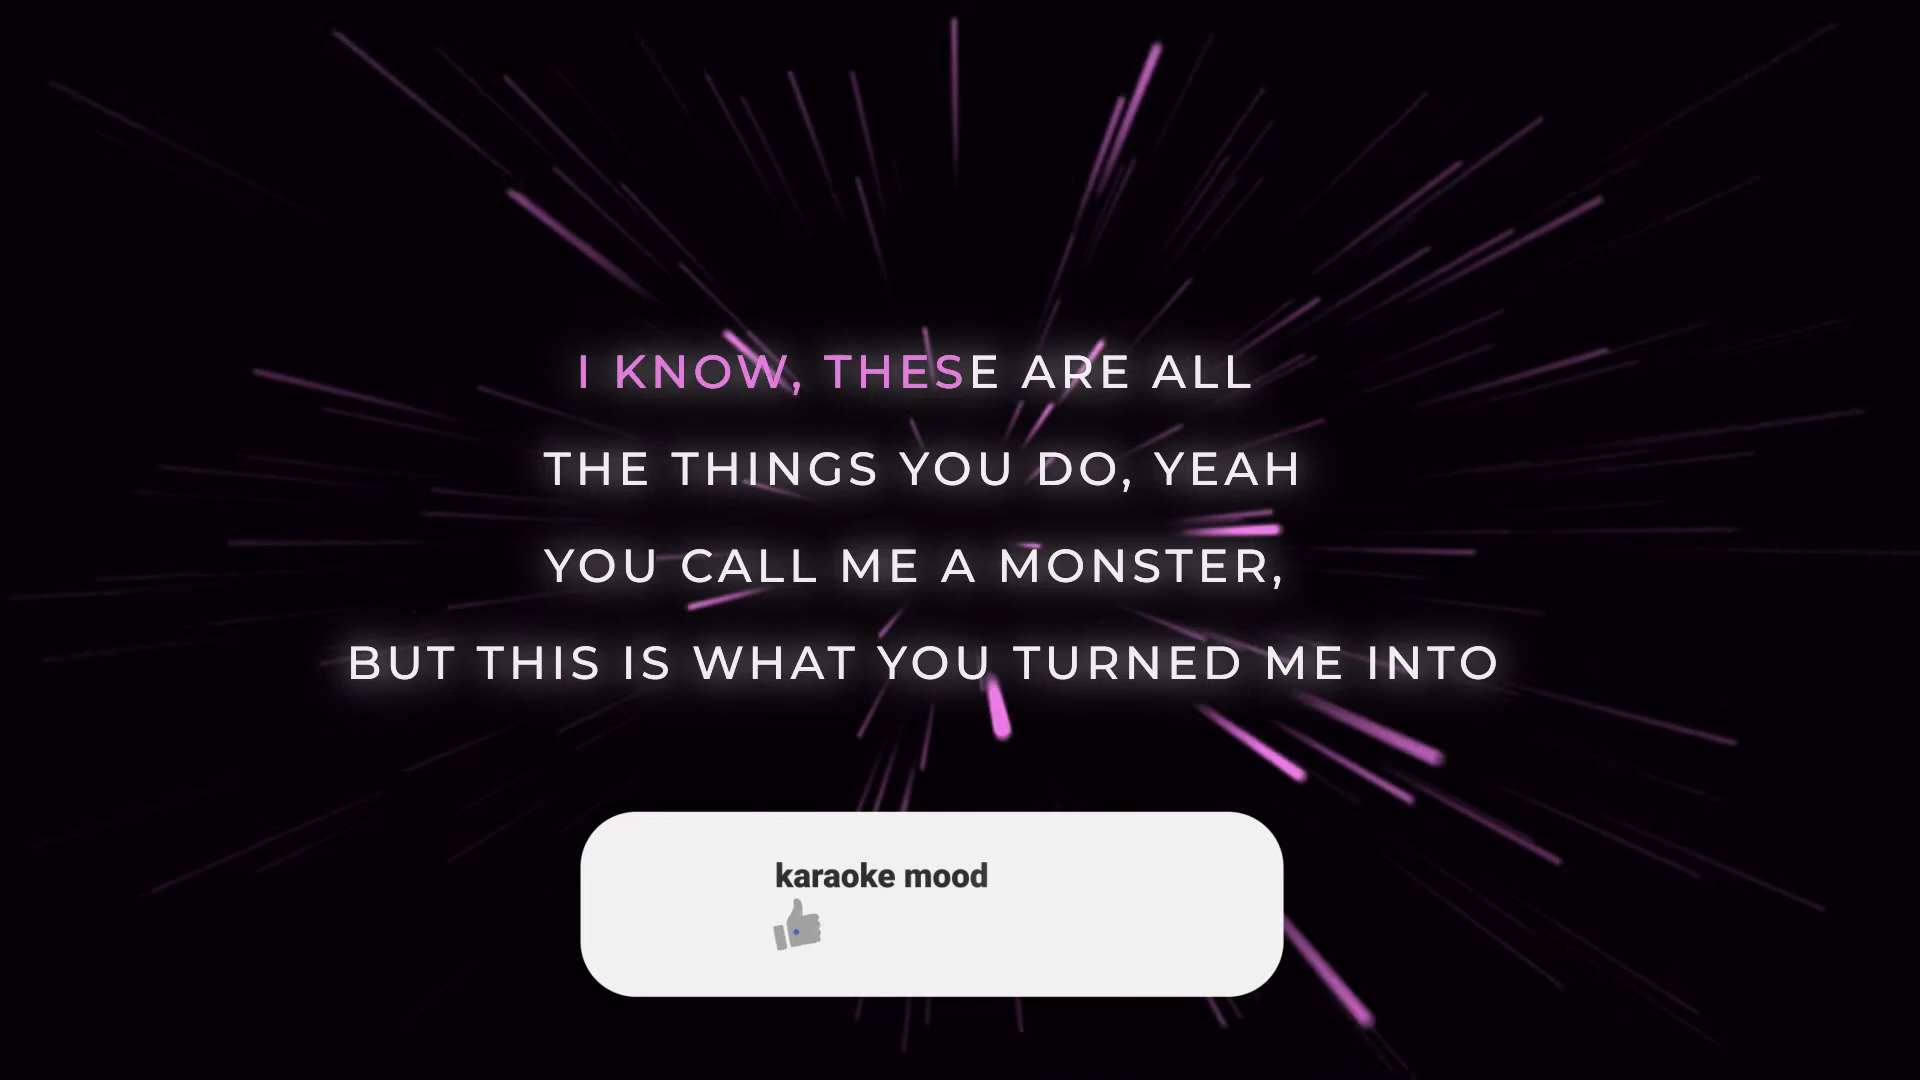 I KNOW, THESE ARE ALL
THE THINGS YOU DO, YEAH
YOU CALL ME A MONSTER,
BUT THIS IS WHAT YOU TURNED ME INTO
karaoke mood